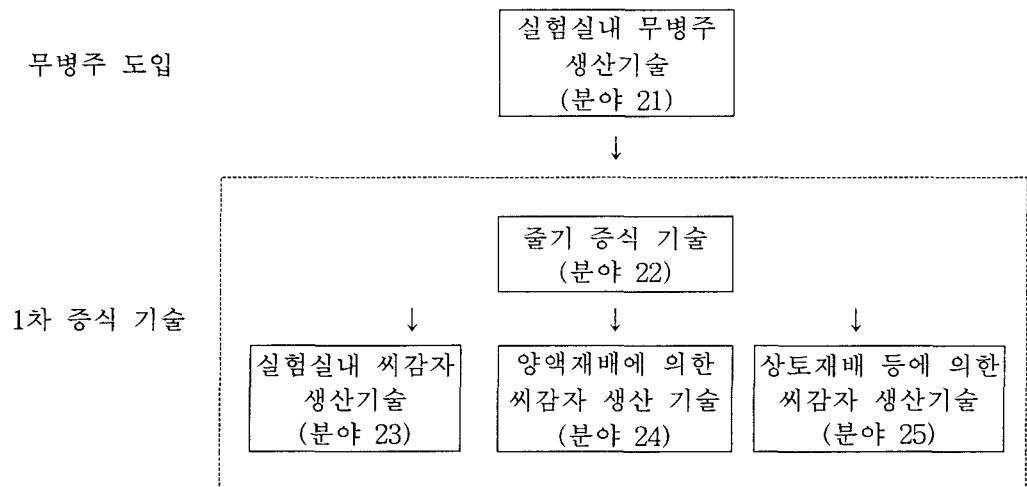 실험실내 무병주
생산기술
(분야 21)
무병주 도입
↓
줄기 증식 기술
(분야 22)
1차 증식 기술
↓ ↓ ↓
실험실내 씨감자
생산기술
(분야 23)
양액재배에 의한
씨감자 생산 기술
(분야 24)
상토재배 등에 의한
씨감자 생산기술
(분야 25)